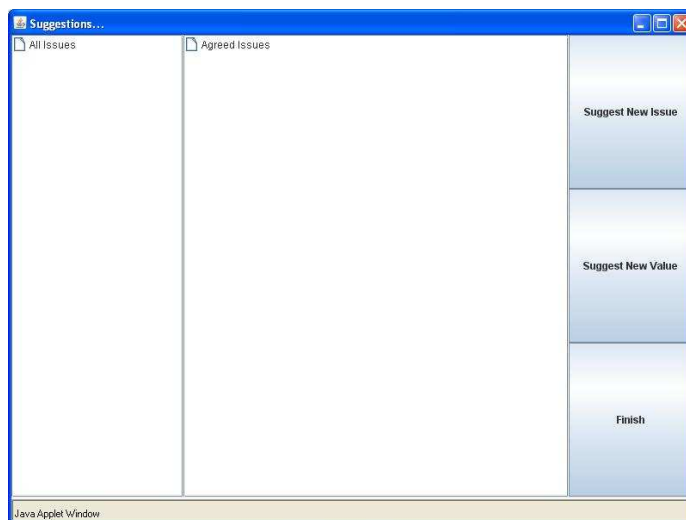 Suggestions...
All Issues
Agreed Issues
Suggest New Issue
Suggest New Value
Finish
Java Applet Window